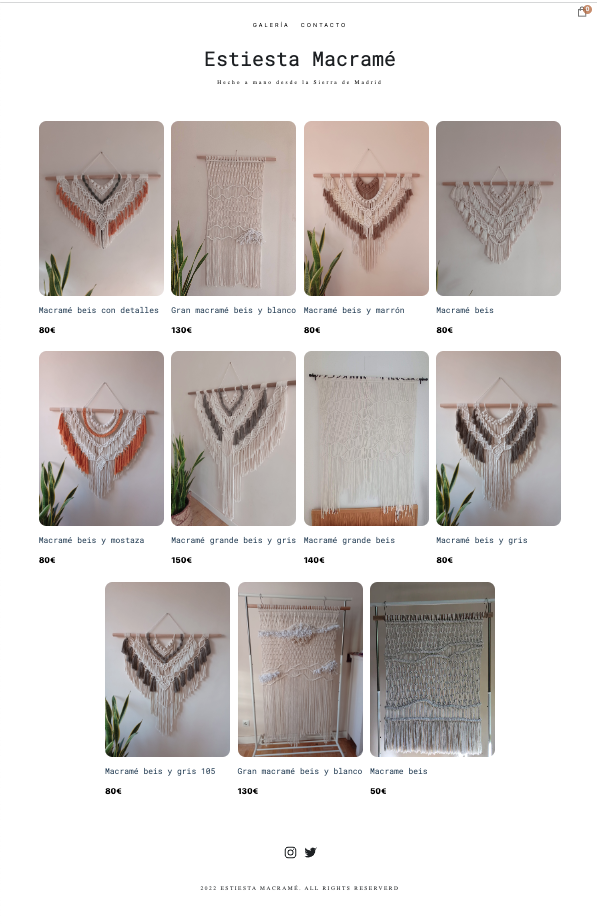 0
GALERÍA CONTACTO
Estiesta Macramé
Hecho a mano desde la Sierra de Madrid
Macramé beis con detalles
80€
Gran macramé beis y blanco
130€
Macramé beis y marrón
80€
Macramé beis
80€
Macramé beis y mostaza
80€
Macramé grande beis y gris
150€
Macramé grande beis
140€
Macramé beis y gris
80€
Macramé beis y gris 105
80€
Gran macramé beis y blanco
130€
Macrame beis
50€
2022 ESTIESTA MACRAMÉ. ALL RIGHTS RESERVERD